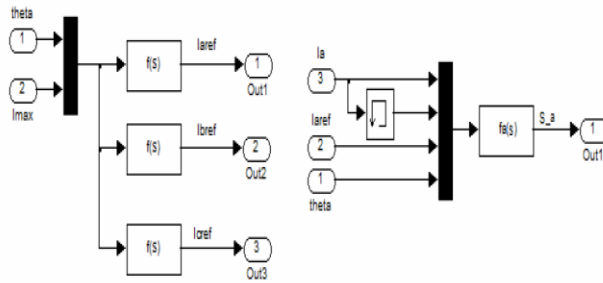 theta
1
2
Imax
f(s)
Iaref
1
Out1
f(s)
Ibref
2
Out2
f(s)
Icref
3
Out3
Ia
3
Iaref
2
1
theta
fa(s)
S_a
1
Out1